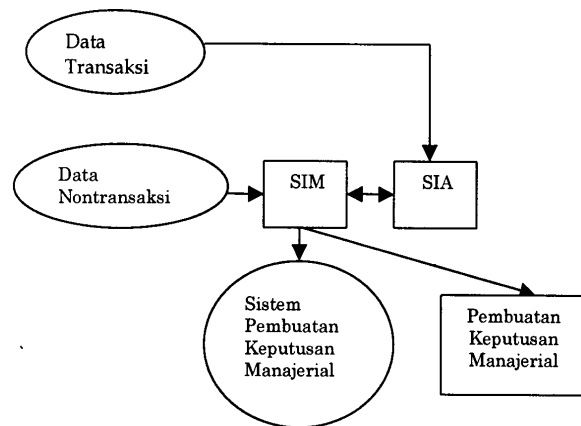 Data
Transaksi
Data
Nontransaksi
SIM
SIA
Sistem
Pembuatan
Keputusan
Manajerial
Pembuatan
Keputusan
Manajerial